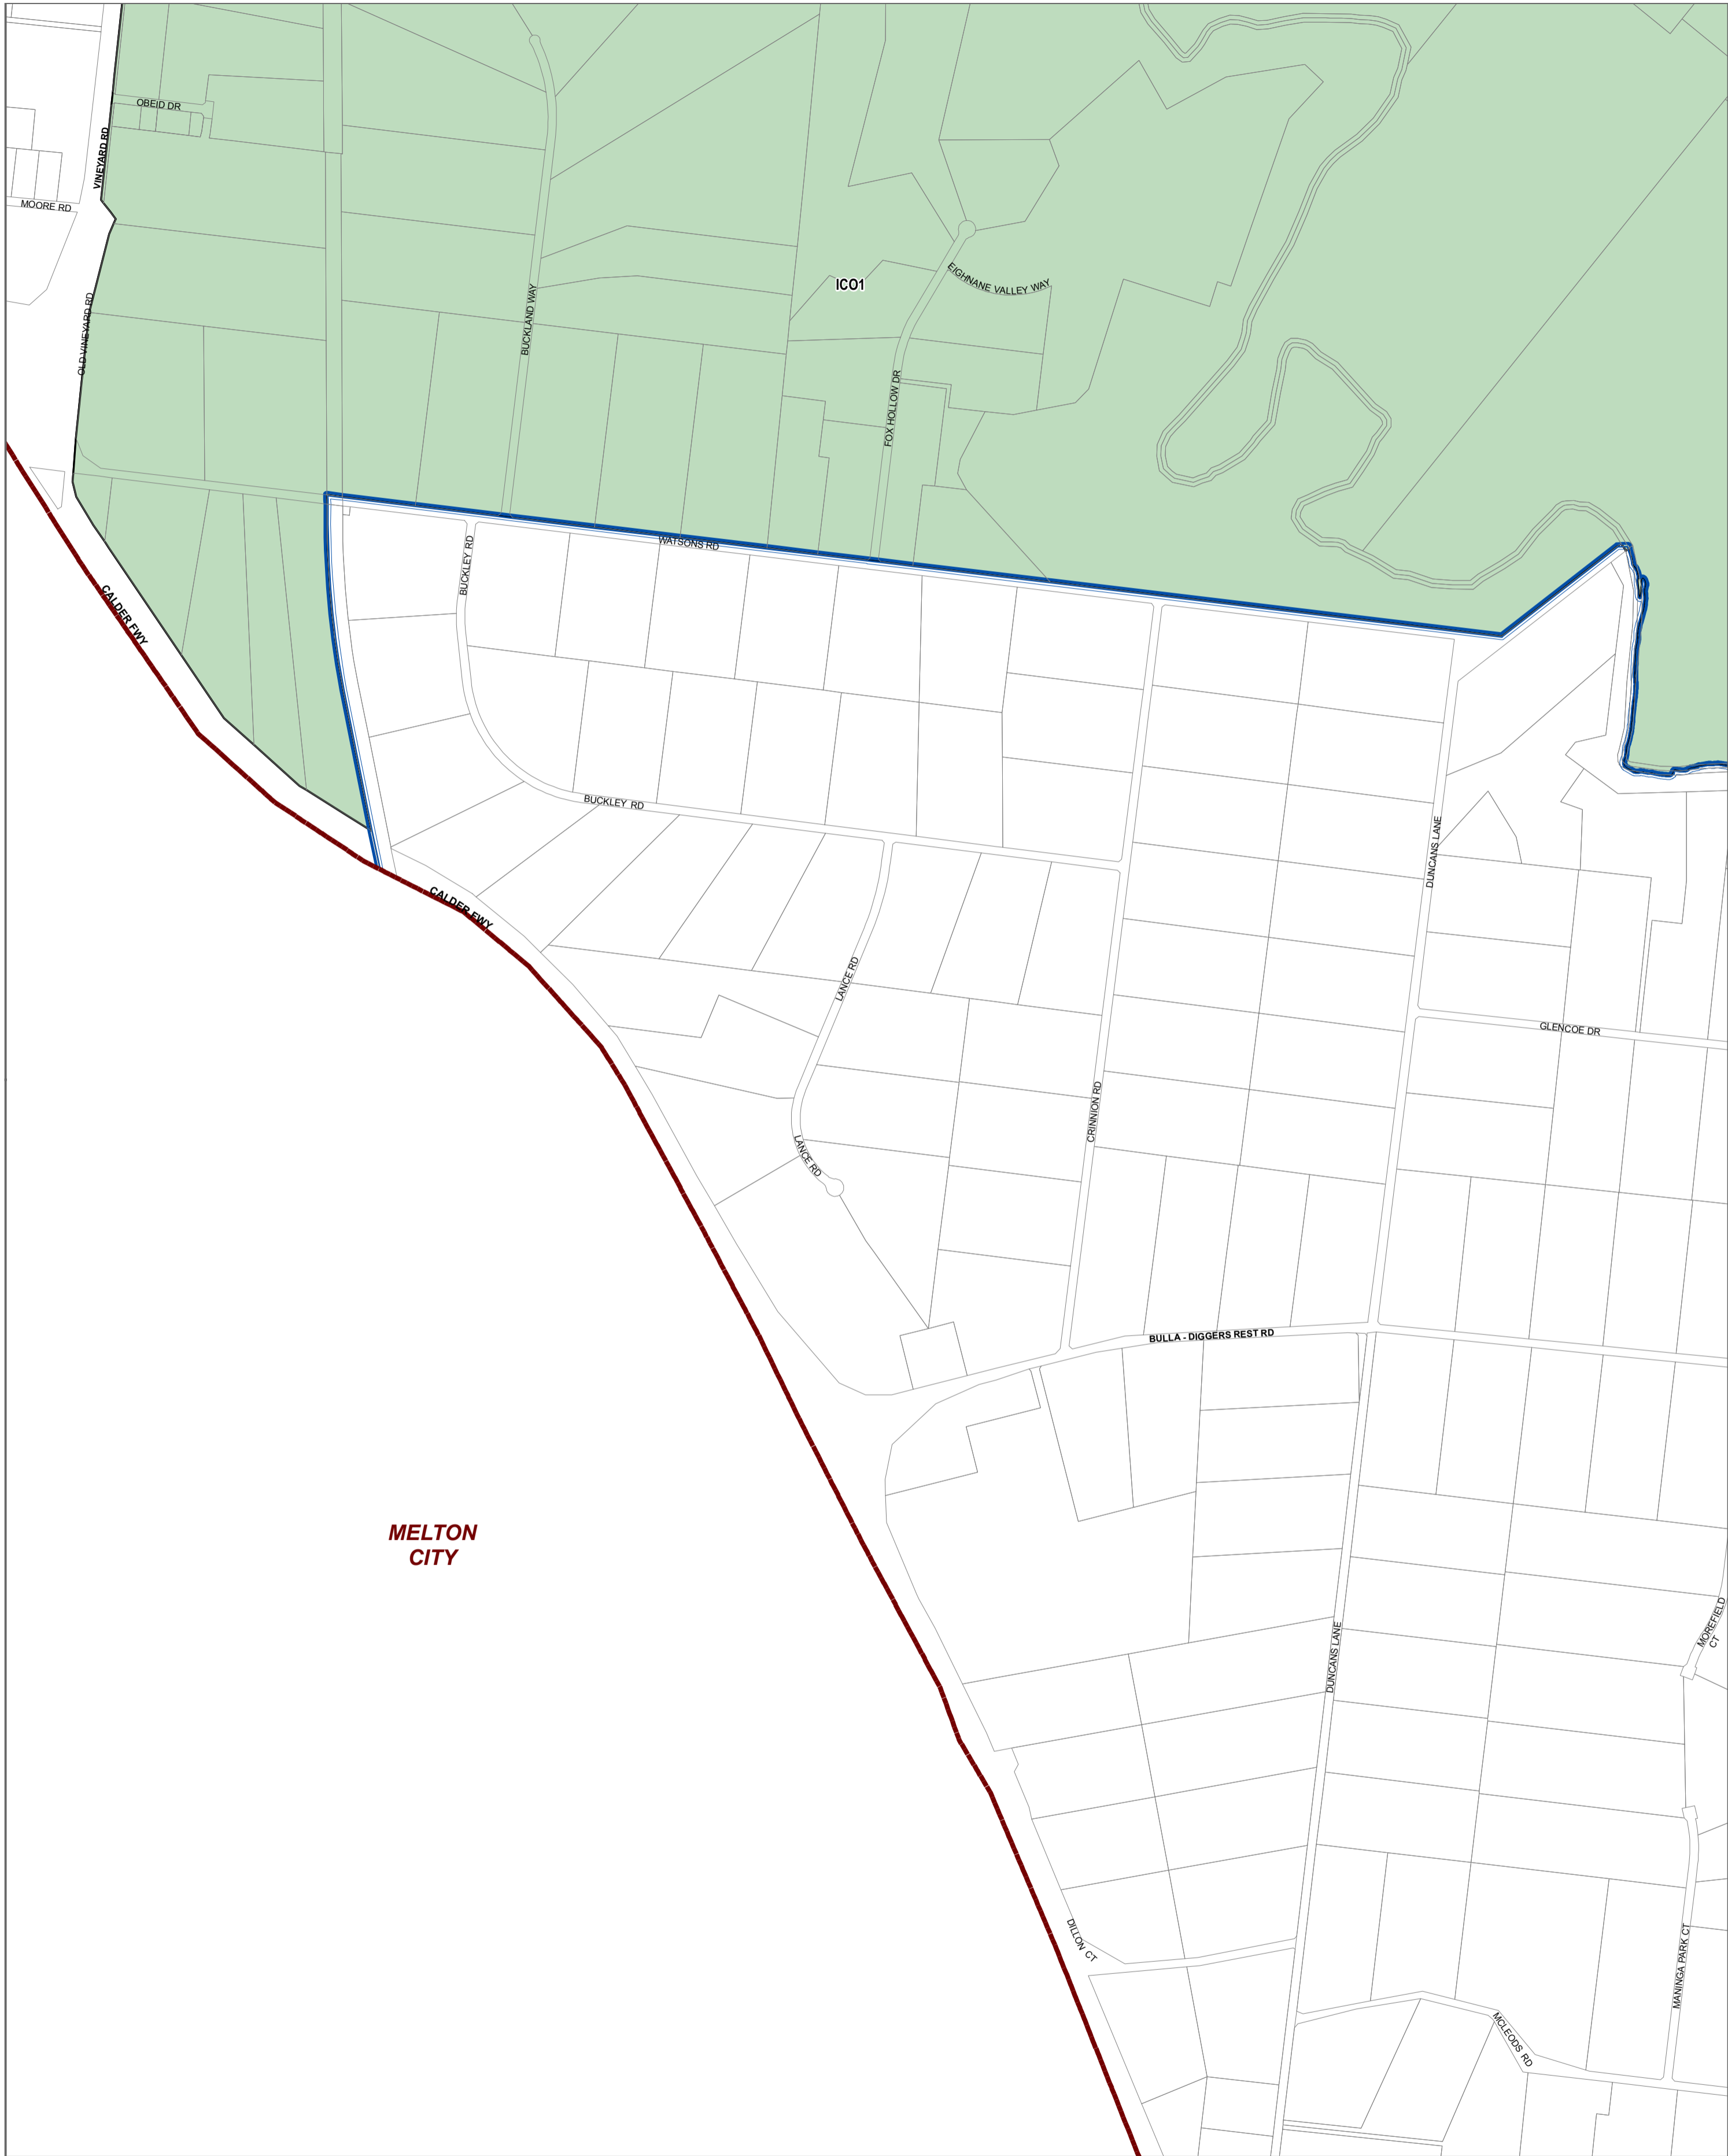 OBEID DR
VINEYARD RD
MOORE RD
EIGHNANE VALLEY WAY
ICO1
OLD VINEYARD RD
BUCKLAND WAY
FOX HOLLOW DR
WATSONS RD
BUCKLEY RD
CALDER FWY
BUCKLEY RD
DUNCANS LANE
CALDER FWY
LANCE RD
GLENCOE DR
CRINNION RD
LANCE RD
BULLA - DIGGERS REST RD
MELTON
CITY
MOREFIELD
CT
DUNCANS LANE
DILLON CT
MANINGA PARK CT
MCLEODS RD